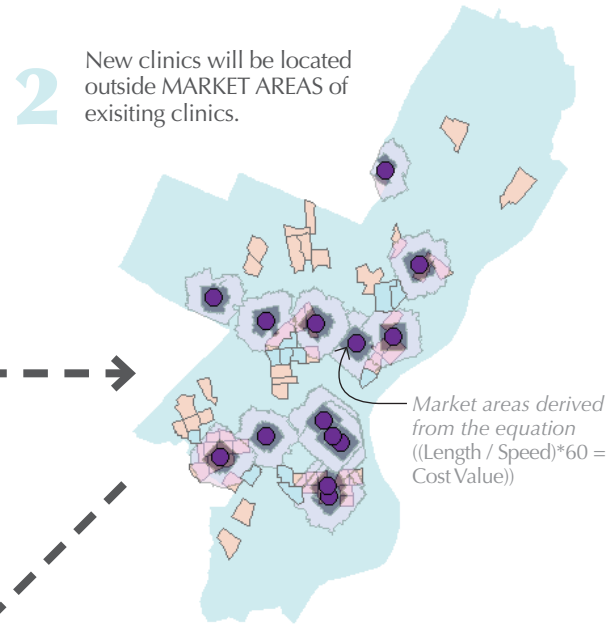 2
New clinics will be located
outside MARKET AREAS of
exisiting clinics.
Market areas derived
from the equation
((Length / Speed)*60 =
Cost Value))